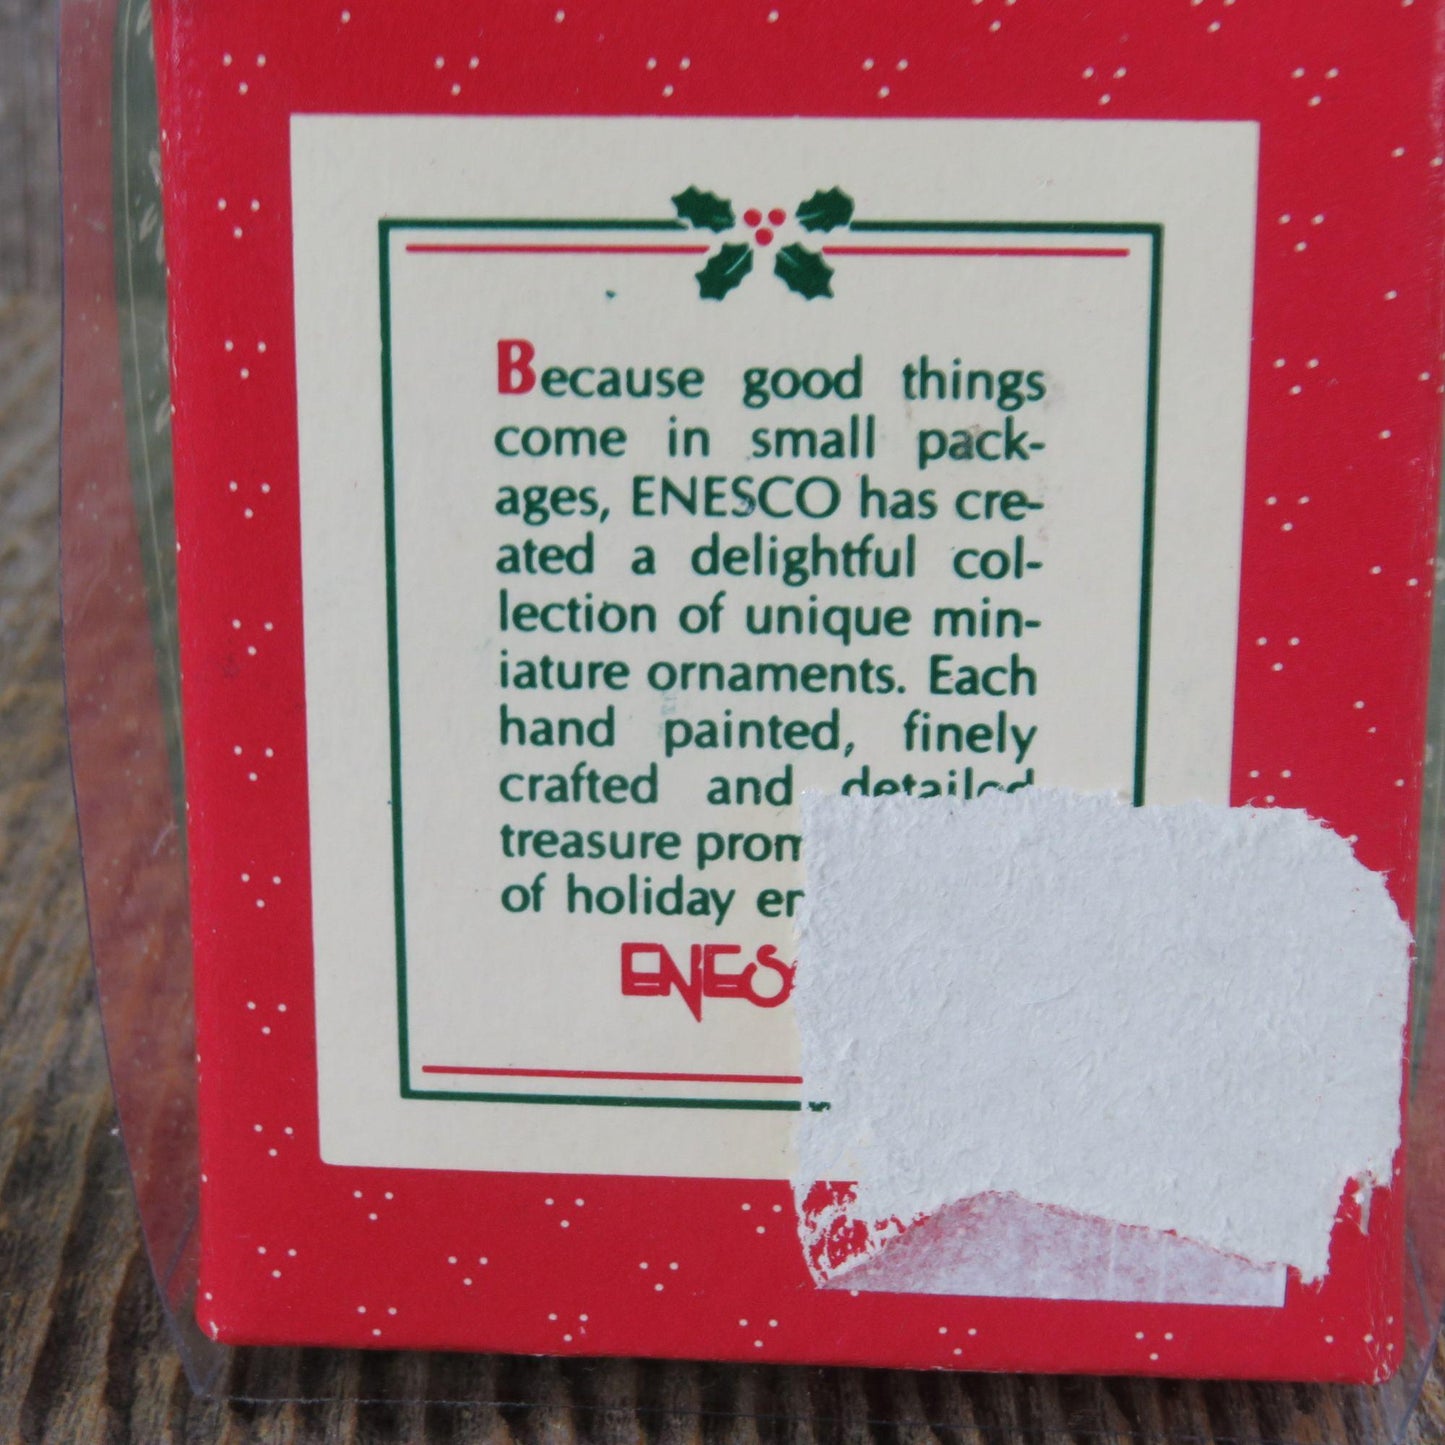 Because good things
come in small pack-
ages, ENESCO has cre-
ated a delightful col-
lection of unique min-
iature ornaments. Each
hand painted, finely
crafted and detailed
treasure
of holiday